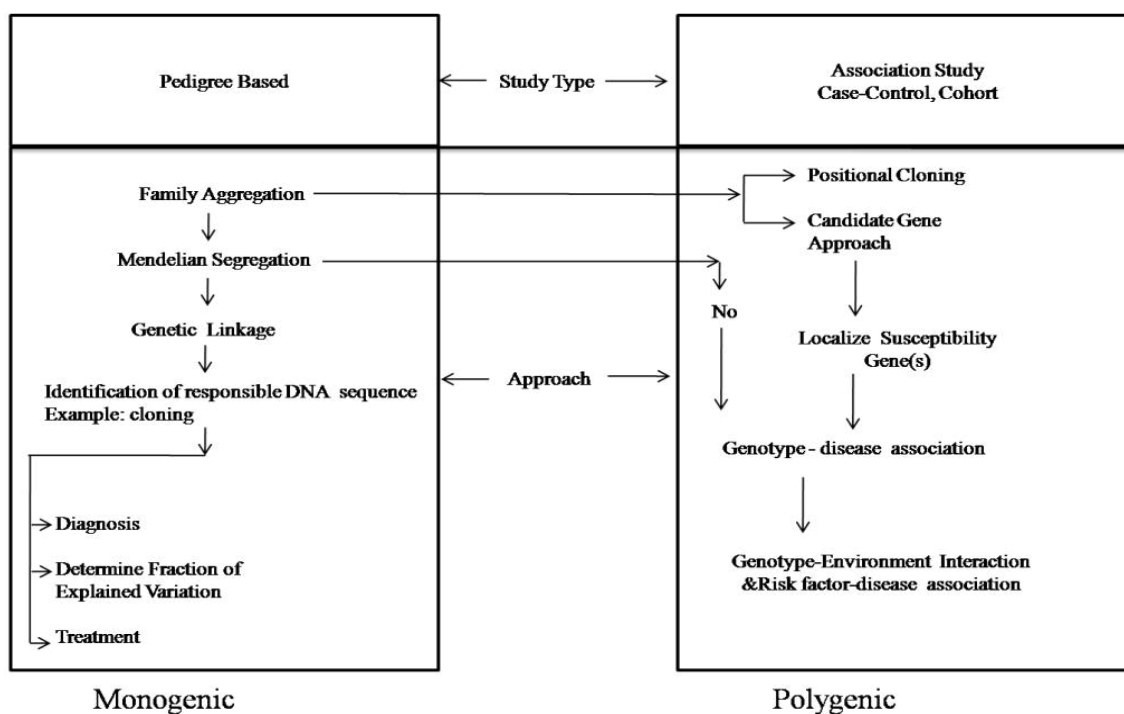 Pedigree Based
Study Type
Association Study
Case-Control, Cohort
Family Aggregation
Mendelian Segregation
Genetic Linkage
Identification of responsible DNA sequence
Example: cloning
Diagnosis
Determine Fraction of
Explained Variation
Treatment
Approach
Positional Cloning
Candidate Gene
Approach
No
Localize Susceptibility
Gene(s)
Genotype - disease association
Genotype-Environment Interaction
&Risk factor-disease association
Monogenic
Polygenic